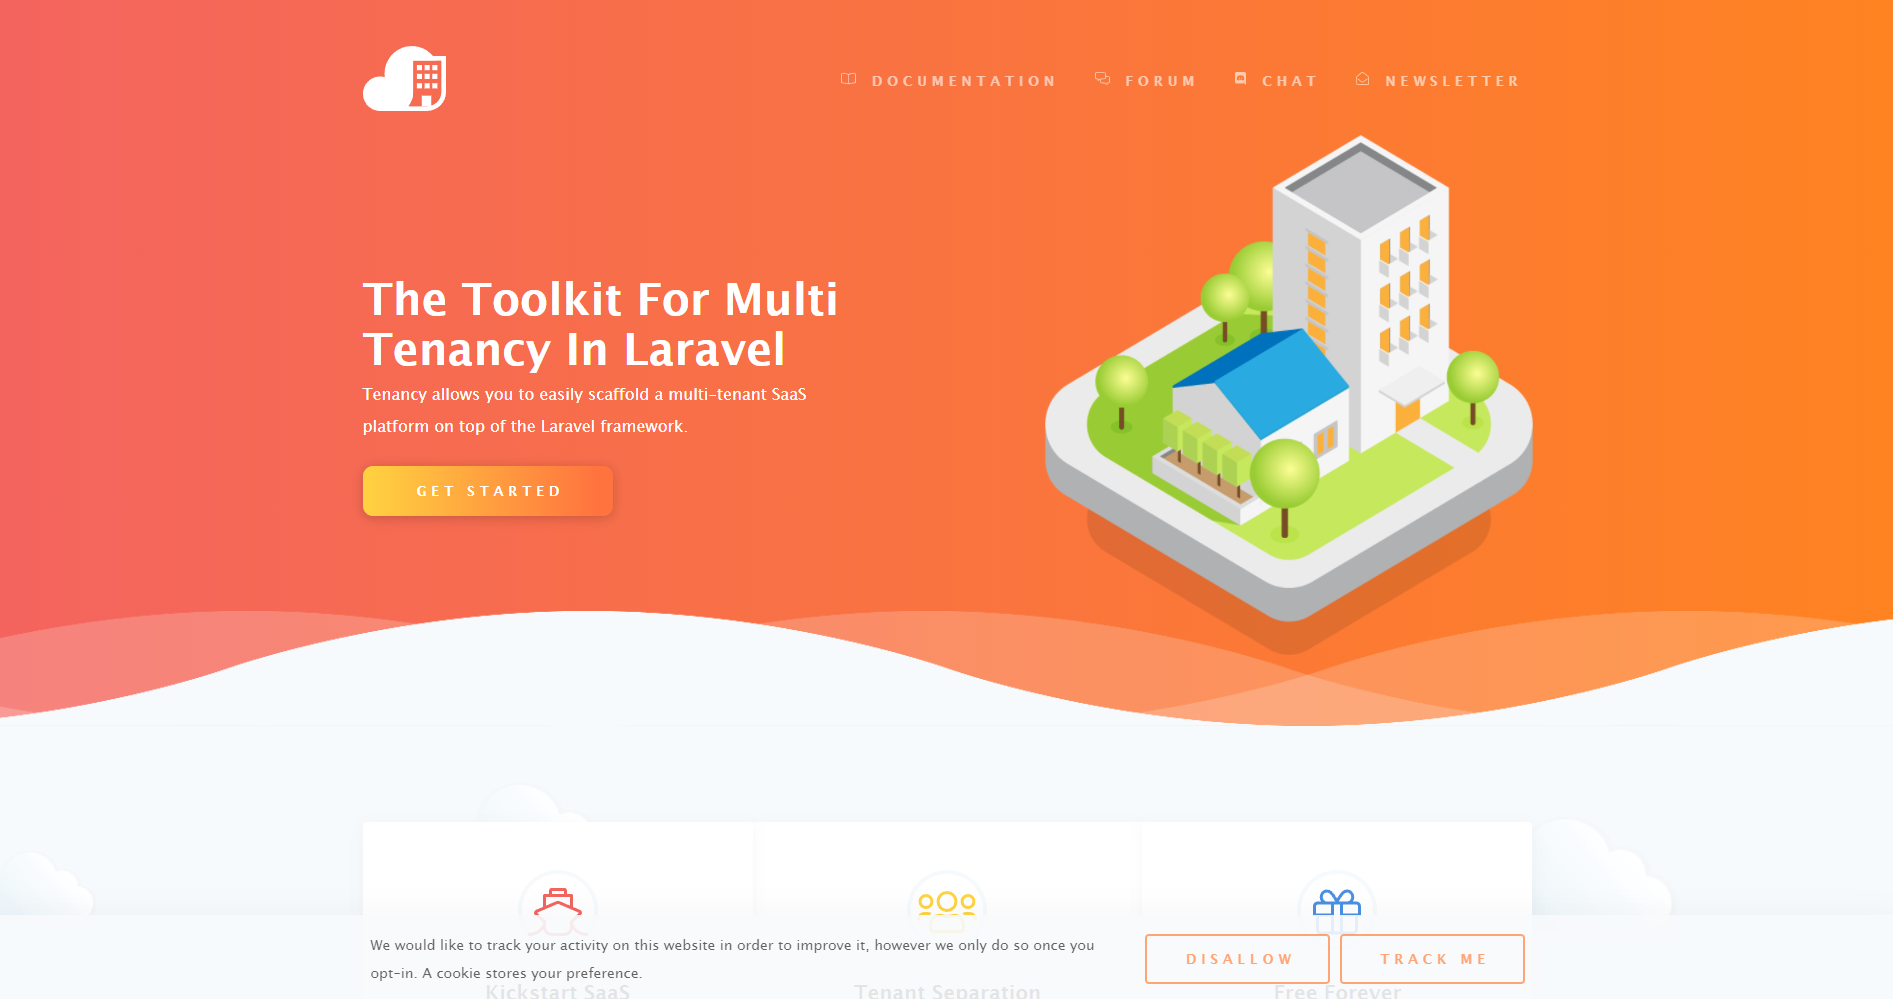 DOCUMENTATION
FORUM
CHAT
NEWSLETTER
The Toolkit For Multi
Tenancy In Laravel
Tenancy allows you to easily scaffold a multi-tenant SaaS
platform on top of the Laravel framework.
GET STARTED
We would like to track your activity on this website in order to improve it, however we only do so once you
opt-in. A cookie stores your preference.
DISALLOW
TRACK ME
Kickstart SaaS
Tenant Separation
Free Forever